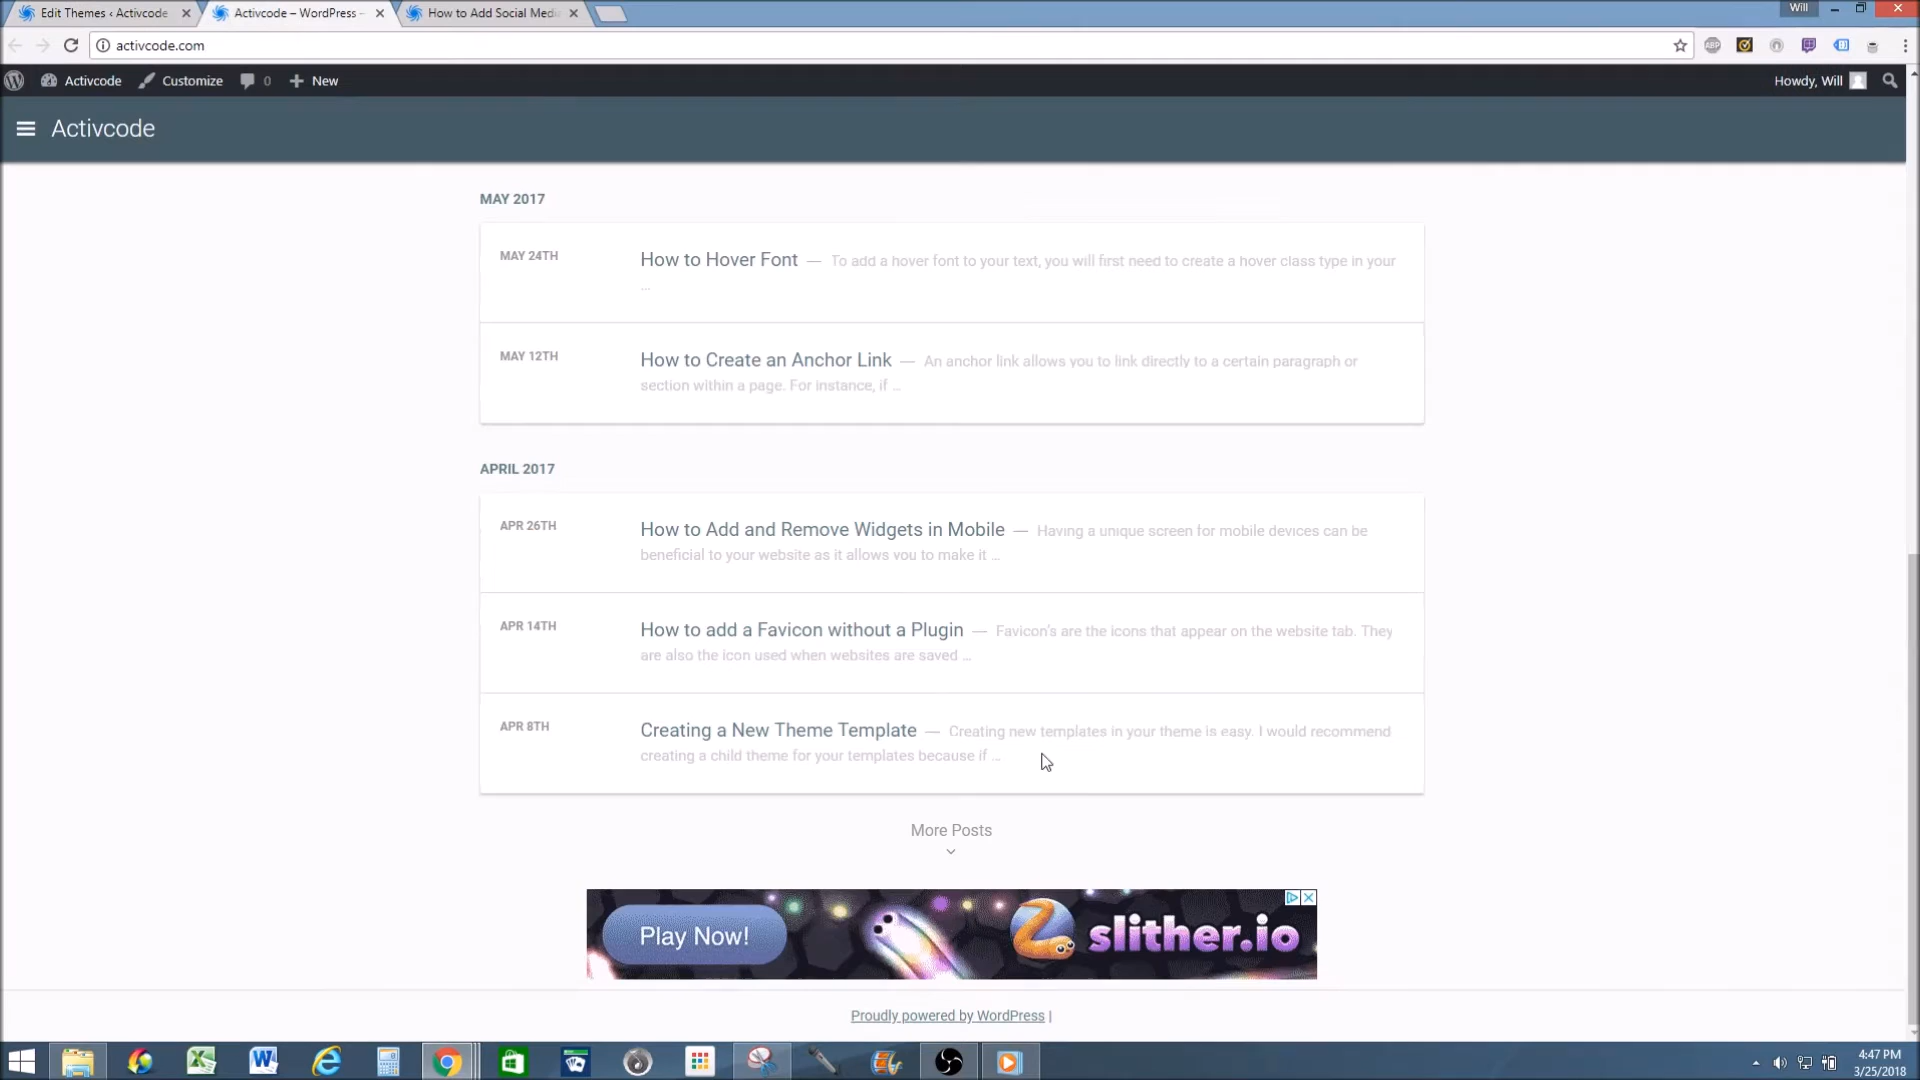 Edit Themes ‹ Activcode
Activcode – WordPress –
How to Add Social Medi
Will
activcode.com
ABP
Activcode
Customize
0
New
Howdy, Will
Activcode
MAY 2017
MAY 24TH
How to Hover Font — To add a hover font to your text, you will first need to create a hover class type in your
...
MAY 12TH
How to Create an Anchor Link — An anchor link allows you to link directly to a certain paragraph or
section within a page. For instance, if ...
APRIL 2017
APR 26TH
How to Add and Remove Widgets in Mobile — Having a unique screen for mobile devices can be
beneficial to your website as it allows you to make it ...
APR 14TH
How to add a Favicon without a Plugin — Favicon's are the icons that appear on the website tab. They
are also the icon used when websites are saved ...
APR 8TH
Creating a New Theme Template — Creating new templates in your theme is easy. I would recommend
creating a child theme for your templates because if ...
More Posts
Play Now!
slither.io
Proudly powered by WordPress |
4:47 PM
3/25/2018